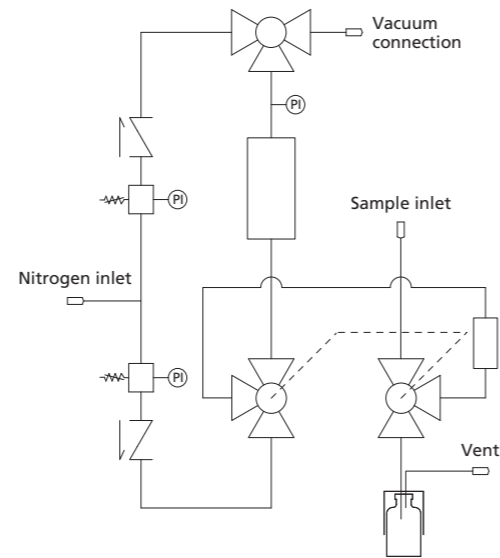 Vacuum
connection
PI
PI
Sample inlet
Nitrogen inlet
PI
Vent